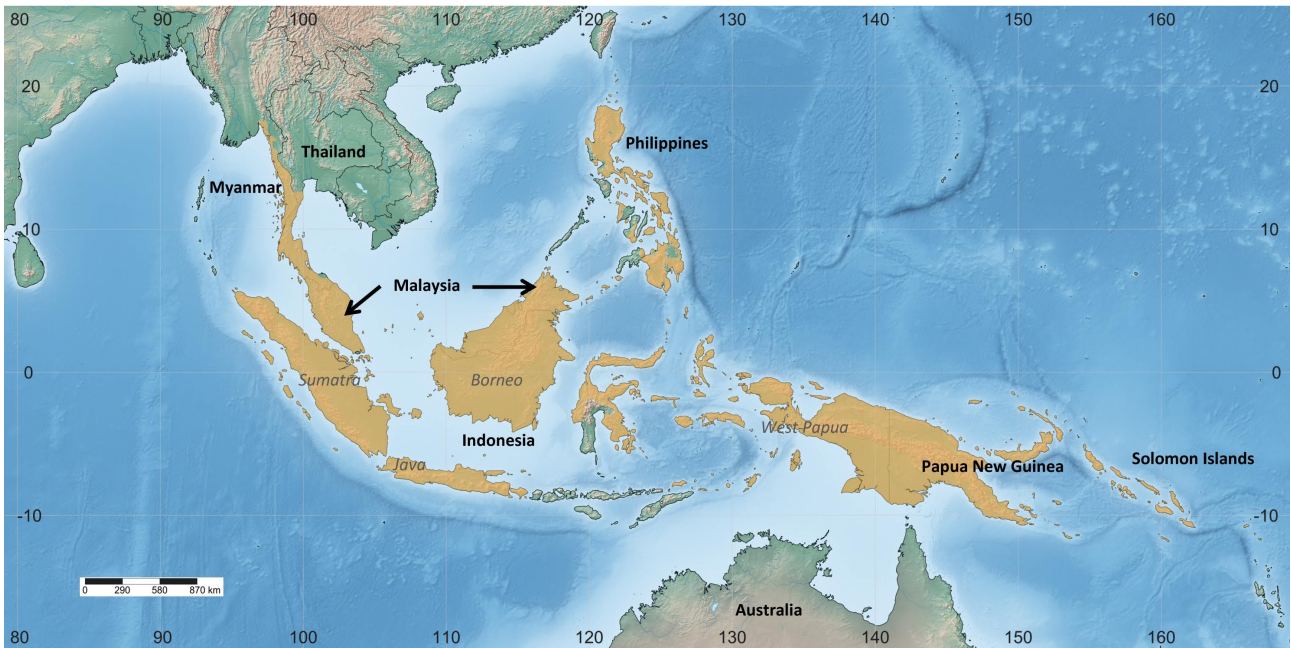 80 90 100 110 120 130 140 150 160
20 20
Philippines
Thailand
Myanmar
10 10
Malaysia
0 Sumatra Borneo 0
West-Papua
Indonesia
Solomon Islands
Java Papua New Guinea
-10 -10
0 290 580 870 km
Australia
80 90 100 110 120 130 140 150 160